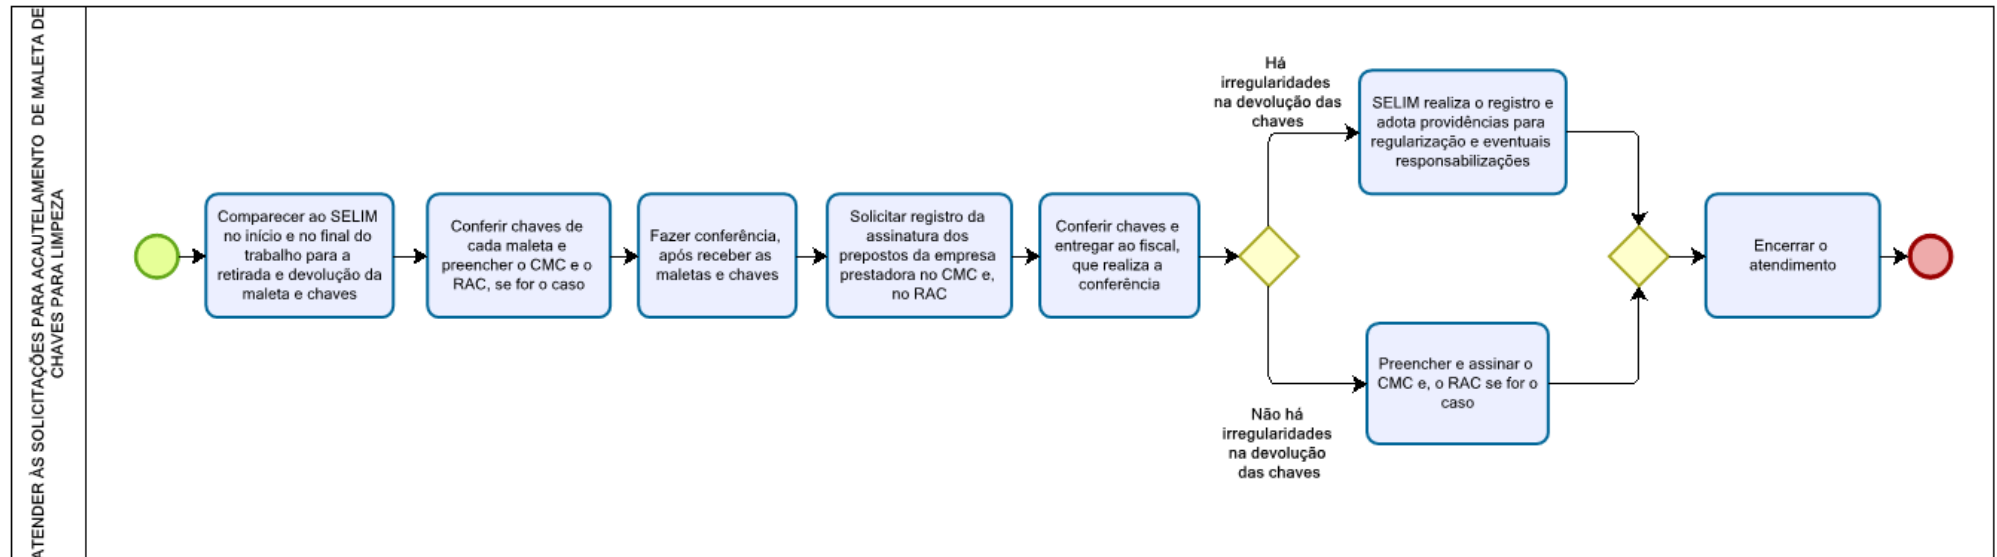 ATENDER ÀS SOLICITAÇÕES PARA ACAUTELAMENTO DE MALETA DE
CHAVES PARA LIMPEZA
Comparecer ao SELIM
no início e no final do
trabalho para a
retirada e devolução da
maleta e chaves
Conferir chaves de
cada maleta e
preencher o CMC e o
RAC, se for o caso
Fazer conferência,
após receber as
maletas e chaves
Solicitar registro da
assinatura dos
prepostos da empresa
prestadora no CMC e,
no RAC
Conferir chaves e
entregar ao fiscal,
que realiza a
conferência
Há
irregularidades
na devolução das
chaves
SELIM realiza o registro e
adota providências para
regularização e eventuais
responsabilizações
Não há
irregularidades
na devolução
das chaves
Preencher e assinar o
CMC e, o RAC se for o
caso
Encerrar o
atendimento